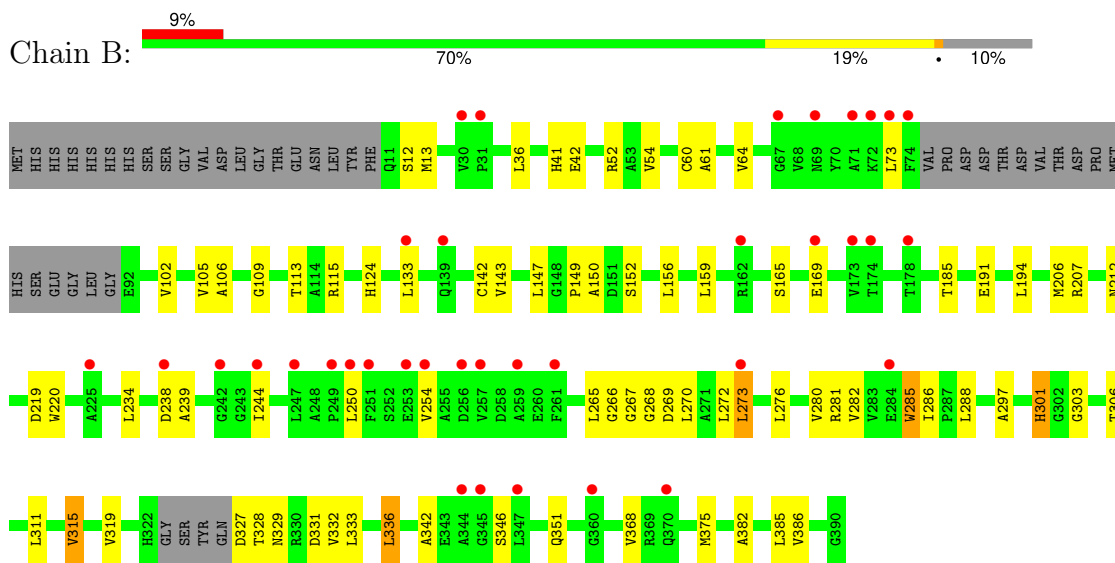 9%
Chain B:
70% 19% • 10%
MET HIS HIS HIS HIS HIS HIS SER SER GLY VAL ASP LEU GLY THR GLU ASN LEU TYR PHE Q11 S12 M13 V30 P31 L36 H41 E42 R52 A53 V54 C60 A61 V64 G67 V68 N69 Y70 A71 K72 L73 F74 VAL PRO ASP ASP THR ASP VAL THR ASP PRO MET
HIS SER GLU GLY LEU GLY E92 V102 V105 A106 G109 T113 A114 R115 H124 L133 Q139 C142 V143 L147 G148 P149 A150 D151 S152 L156 L159 R162 S165 E169 V173 T174 T178 T185 E191 L194 M206 R207 N212
D219 W220 A225 L234 D238 A239 G242 G243 I244 L247 A248 P249 L250 F251 S252 E253 V254 A255 D256 V257 D258 A259 E260 F261 L265 G266 G267 G268 D269 L270 A271 L272 L273 L276 V280 R281 V282 V283 E284 W285 I286 P287 L288 A297 H301 G302 G303 T306
L311 V315 V319 H322 GLY SER TYR GLN D327 T328 N329 R330 D331 V332 L333 L336 A342 E343 A344 G345 S346 L347 Q351 G360 V368 R369 Q370 M375 A382 L385 V386 G390